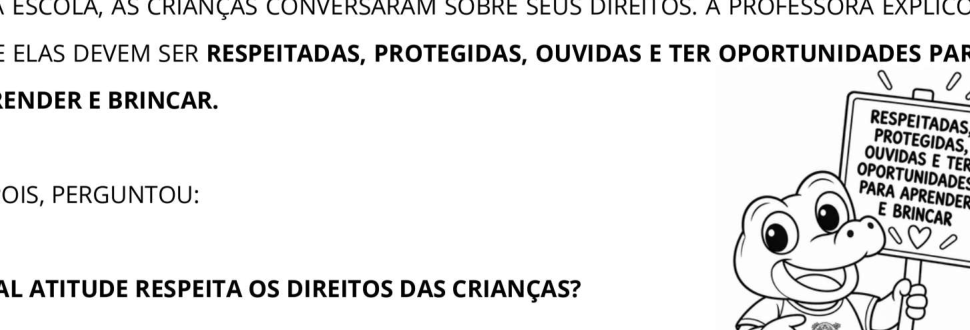 ESCOLA, AS CRIANÇAS CONVERSARAM SOBRE SEUS DIREITOS. A PROFESSORA EXPLICO
E ELAS DEVEM SER RESPEITADAS, PROTEGIDAS, OUVIDAS E TER OPORTUNIDADES PAR
RENDER E BRINCAR.
RESPEITADAS,
PROTEGIDAS,
OUVIDAS E TER
OPORTUNIDADES
PARA APRENDER
E BRINCAR
OIS, PERGUNTOU:
AL ATITUDE RESPEITA OS DIREITOS DAS CRIANÇAS?